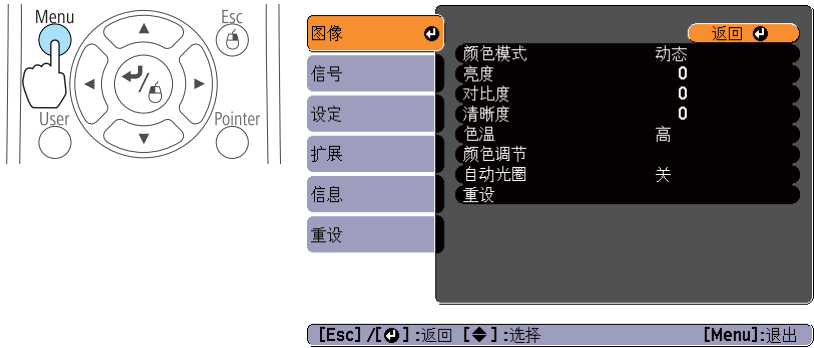 Menu
Esc
User
Pointer
图像
信号
设定
扩展
信息
重设
返回
颜色模式 动态
亮度 0
对比度 0
清晰度 0
色温 高
颜色调节
自动光圈 关
重设
[Esc] /[ ] :返回 [ ] :选择 [Menu]:退出